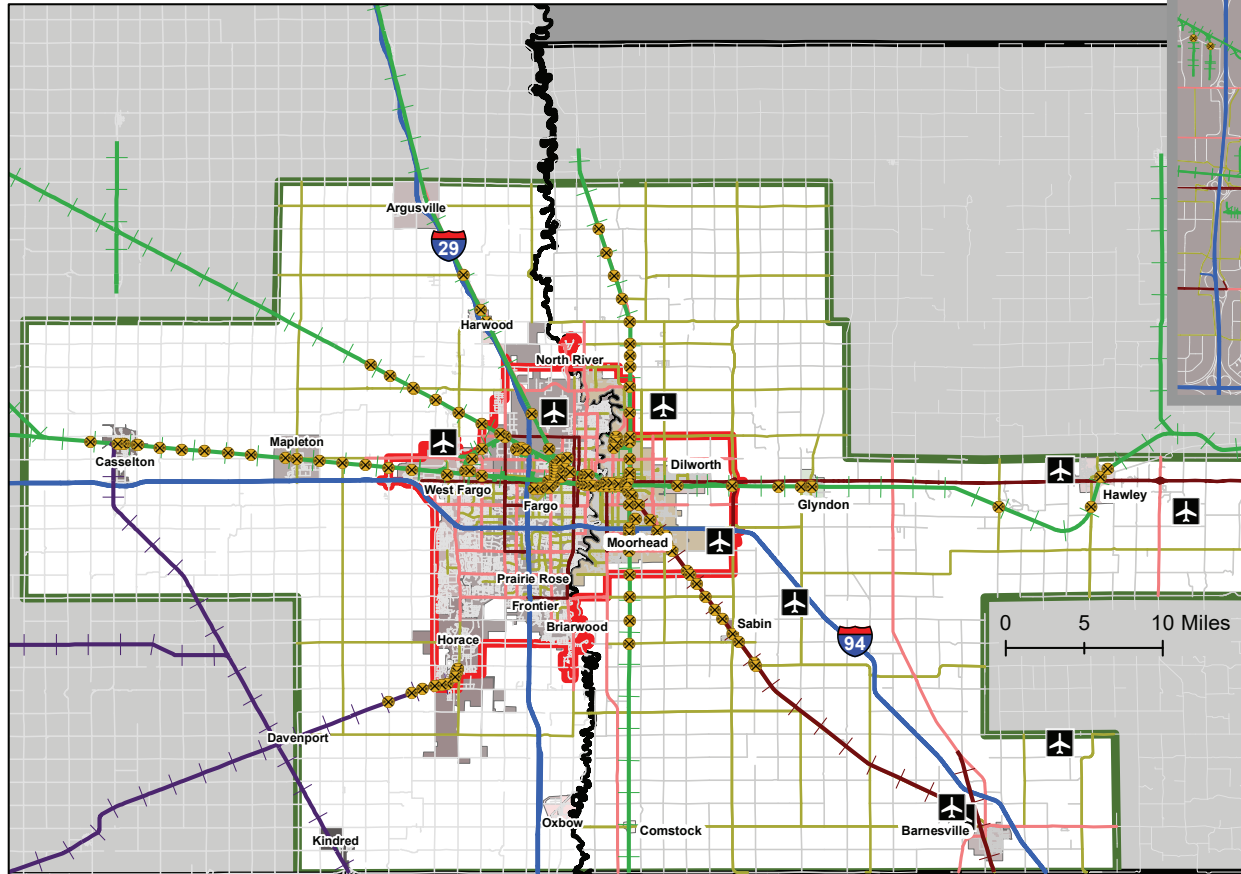 Argusville
29
Harwood
North River
Mapleton
Casselton
Dilworth
West Fargo
Hawley
Fargo
Glyndon
Moorhead
Prairie Rose
Frontier
0 5 10 Miles
Briarwood
Sabin
Horace
94
Davenport
Oxbow
Comstock
Barnesville
Kindred